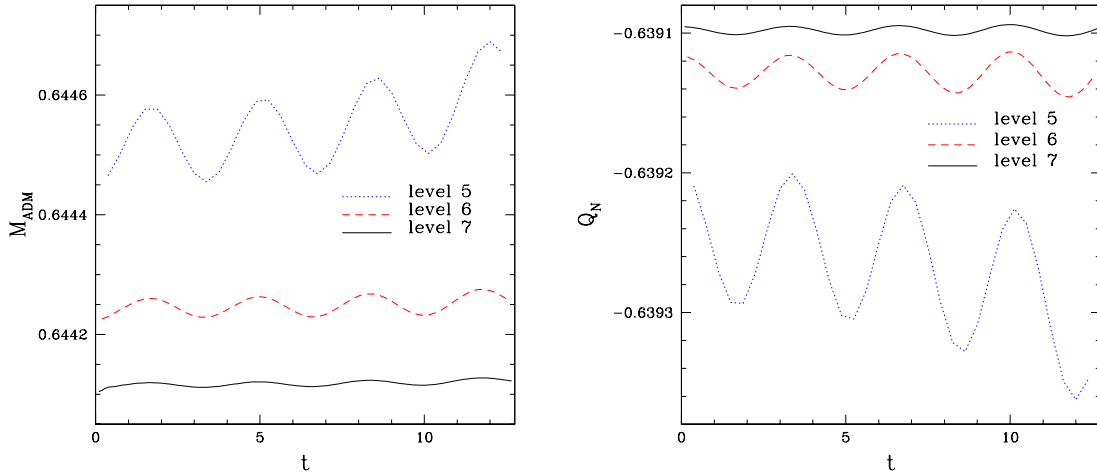 0.6446
0.6444
0.6442
M_ADM
level 5
level 6
level 7
0 5 10
t
-0.6391
-0.6392
-0.6393
Q_N
level 5
level 6
level 7
0 5 10
t